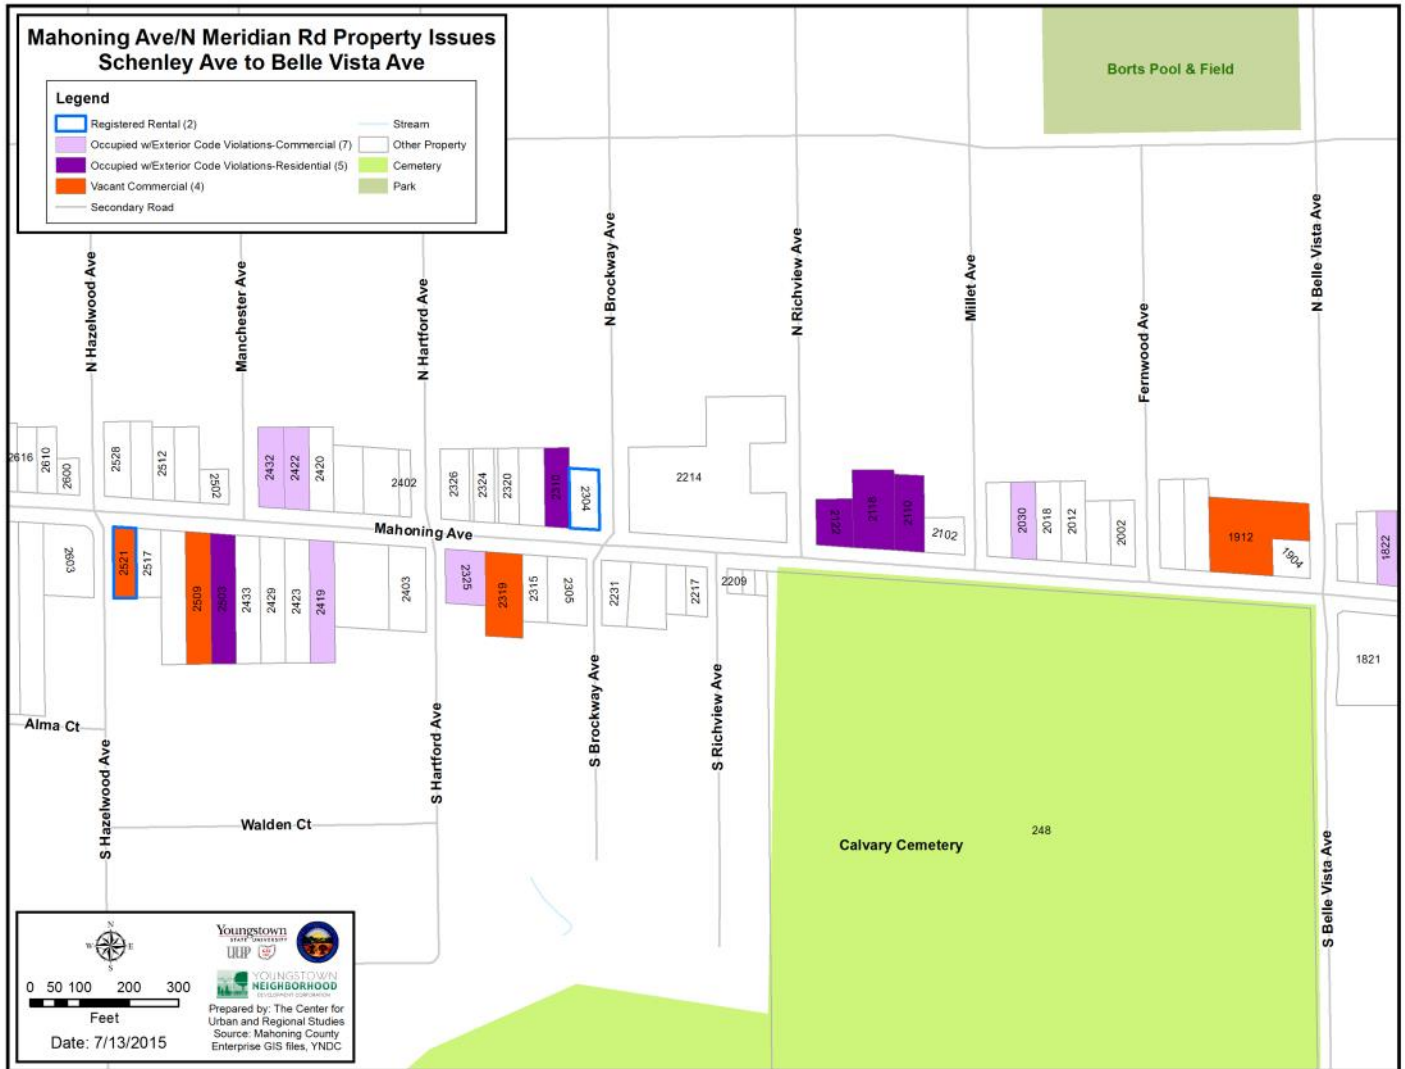 Mahoning Ave/N Meridian Rd Property Issues
Schenley Ave to Belle Vista Ave
Legend
Registered Rental (2)
Occupied w/Exterior Code Violations-Commercial (7)
Occupied w/Exterior Code Violations-Residential (5)
Vacant Commercial (4)
Secondary Road
Stream
Other Property
Cemetery
Park
Borts Pool & Field
N Hazelwood Ave
Manchester Ave
N Hartford Ave
N Brockway Ave
N Richview Ave
Millet Ave
Fernwood Ave
N Belle Vista Ave
2616
2610
2600
2528
2512
2502
2432
2422
2420
2402
2326
2324
2320
2310
2304
2214
2122
2118
2110
2102
2030
2018
2012
2002
1912
1904
1822
Mahoning Ave
2603
2521
2517
2509
2503
2433
2429
2423
2419
2403
2325
2319
2315
2305
2231
2217
2209
1821
Alma Ct
S Hazelwood Ave
S Hartford Ave
S Brockway Ave
S Richview Ave
S Belle Vista Ave
Walden Ct
248
Calvary Cemetery
N
W E
S
0 50 100 200 300
Feet
Date: 7/13/2015
Youngstown
STATE UNIVERSITY
UUP
YOUNGSTOWN
NEIGHBORHOOD
DEVELOPMENT CORPORATION
Prepared by: The Center for
Urban and Regional Studies
Source: Mahoning County
Enterprise GIS files, YNDC